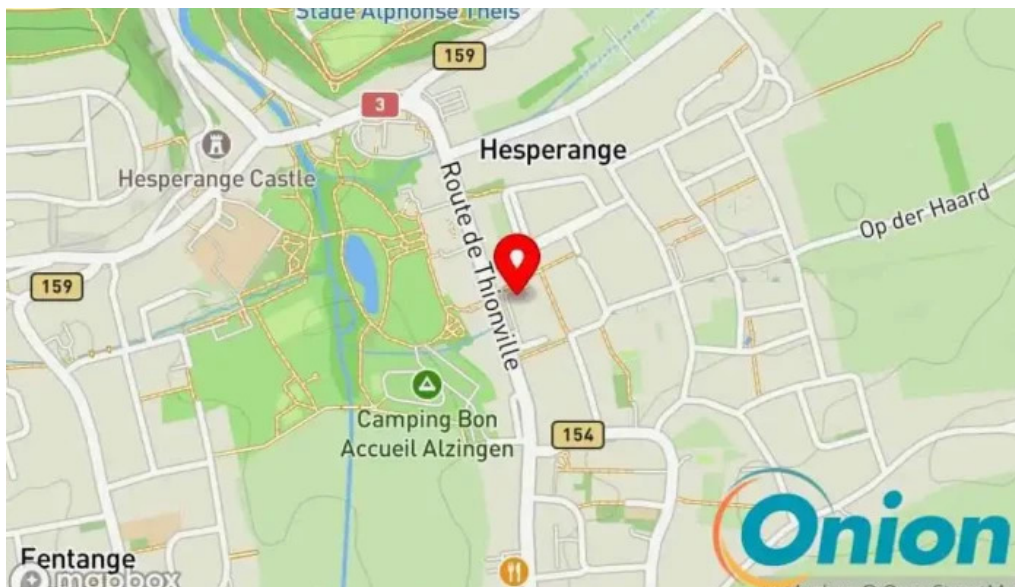 Stade Alphonse Theis
159
3
Hesperange
Hesperange Castle
Route de Thionville
Op der Haard
159
Camping Bon
Accueil Alzingen
154
Onion
Fentange
mapbox